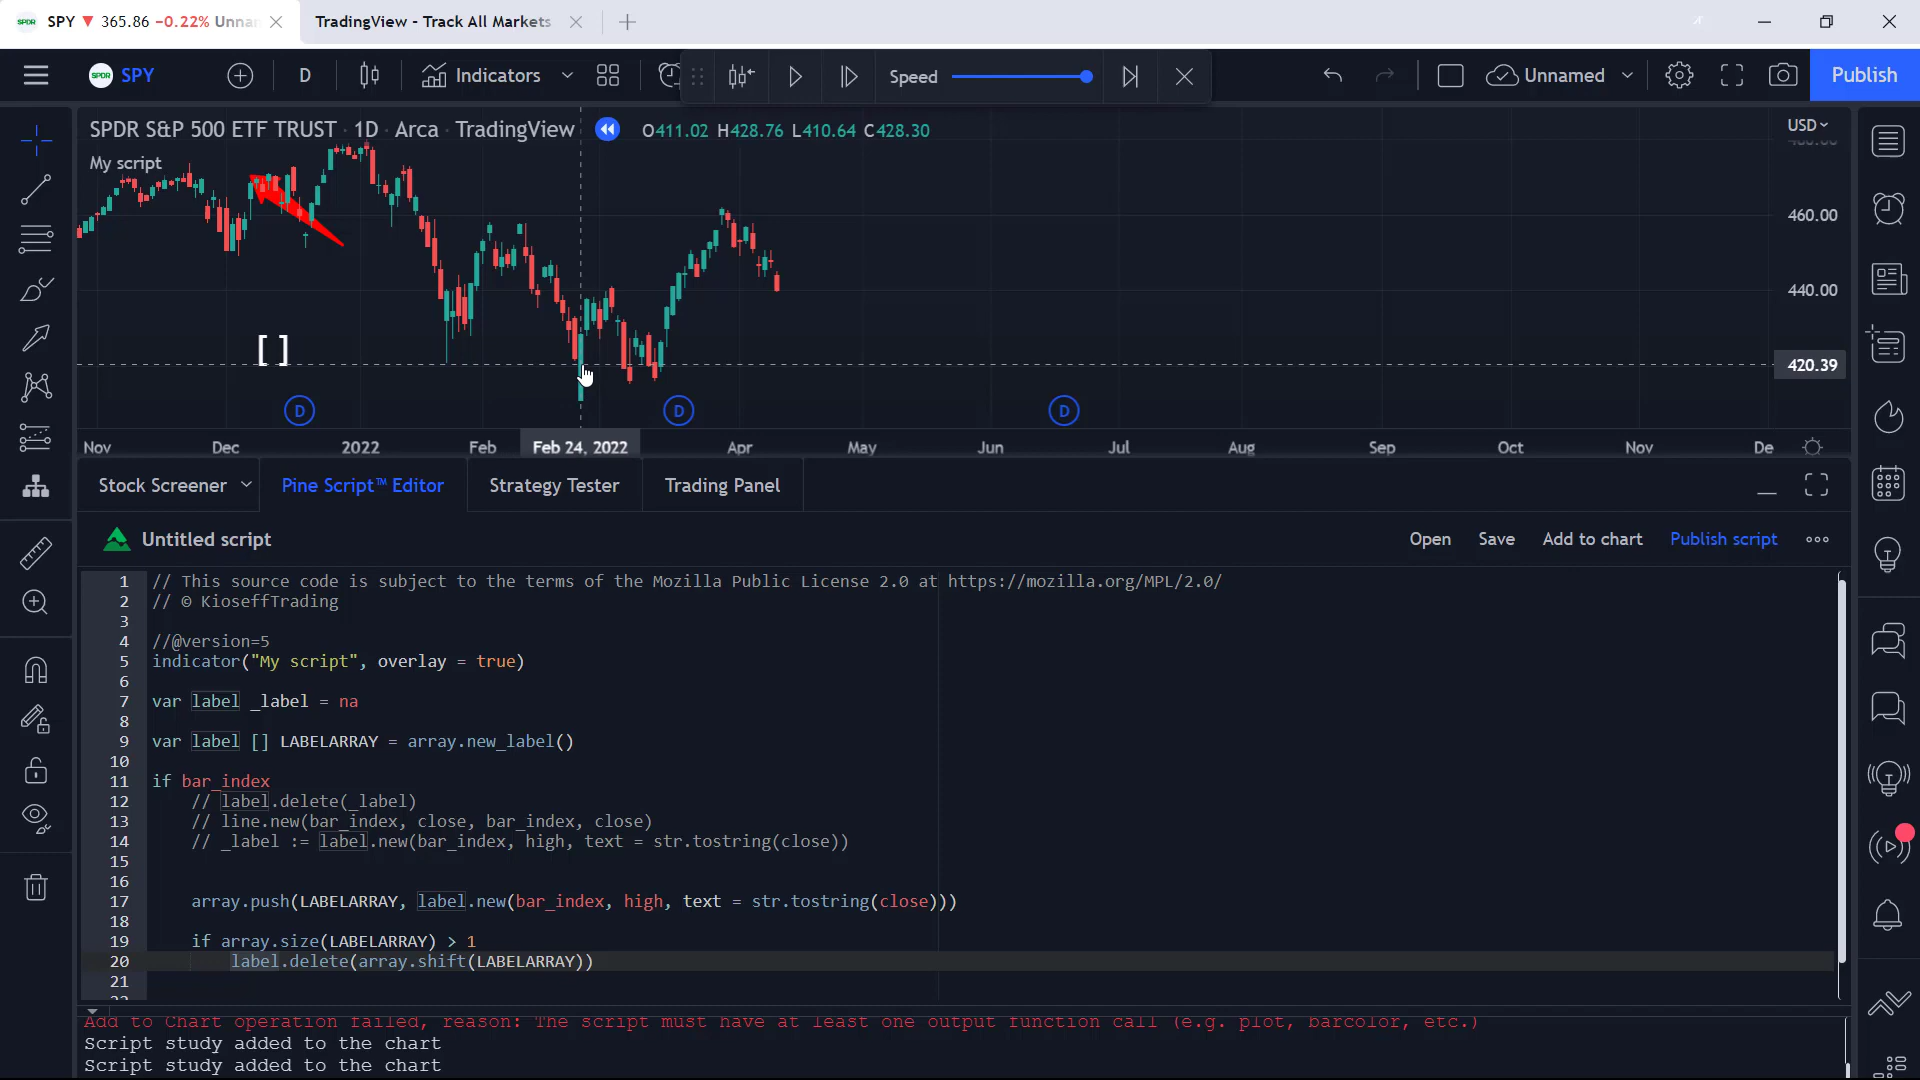 SPY ▼ 365.86 −0.22% Unnan
TradingView - Track All Markets
SPY
D
Indicators
Speed
Unnamed
Publish
SPDR S&P 500 ETF TRUST · 1D · Arca · TradingView
O411.02 H428.76 L410.64 C428.30
USD
My script
460.00
440.00
420.39
[ ]
D
D
D
Nov
Dec
2022
Feb
Feb 24, 2022
Apr
May
Jun
Jul
Aug
Sep
Oct
Nov
De
Stock Screener
Pine Script™ Editor
Strategy Tester
Trading Panel
Untitled script
Open
Save
Add to chart
Publish script
1 // This source code is subject to the terms of the Mozilla Public License 2.0 at https://mozilla.org/MPL/2.0/
2 // © KioseffTrading
3
4 //@version=5
5 indicator("My script", overlay = true)
6
7 var label _label = na
8
9 var label [] LABELARRAY = array.new_label()
10
11 if bar_index
12 // label.delete(_label)
13 // line.new(bar_index, close, bar_index, close)
14 // _label := label.new(bar_index, high, text = str.tostring(close))
15
16
17 array.push(LABELARRAY, label.new(bar_index, high, text = str.tostring(close)))
18
19 if array.size(LABELARRAY) > 1
20 label.delete(array.shift(LABELARRAY))
21
Add to Chart operation failed, reason: The script must have at least one output function call (e.g. plot, barcolor, etc.)
Script study added to the chart
Script study added to the chart